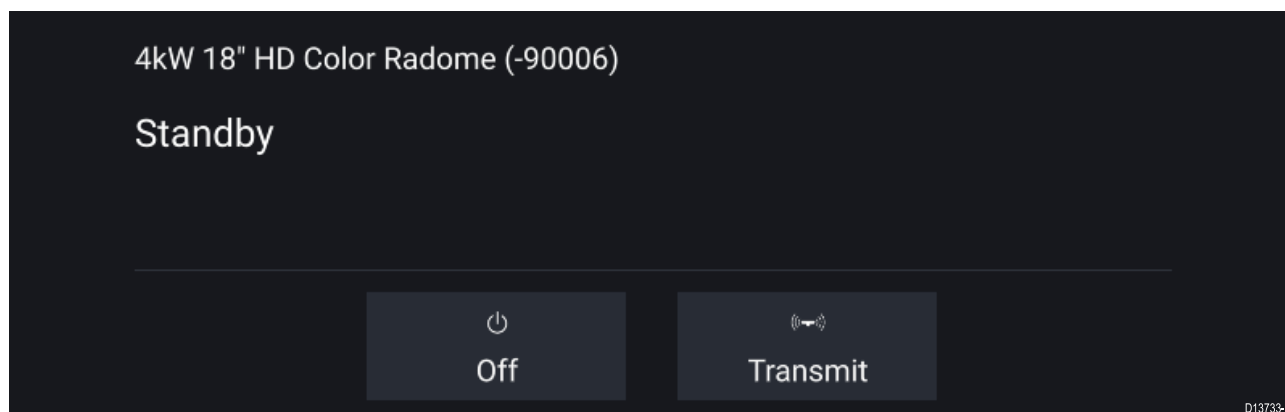 4kW 18" HD Color Radome (-90006)
Standby
Off
Transmit
D13733-